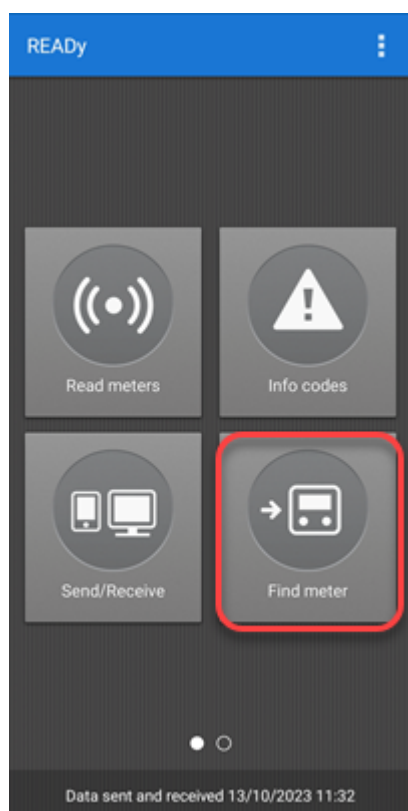 READy
Read meters
Info codes
Send/Receive
Find meter
Data sent and received 13/10/2023 11:32